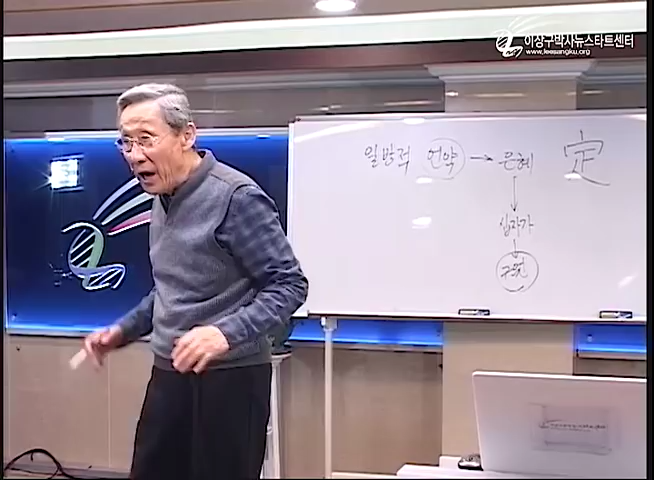 이상구박사뉴스타트센터
www.leesangku.org
일방적 언약 → 은혜 定
십자가
구원